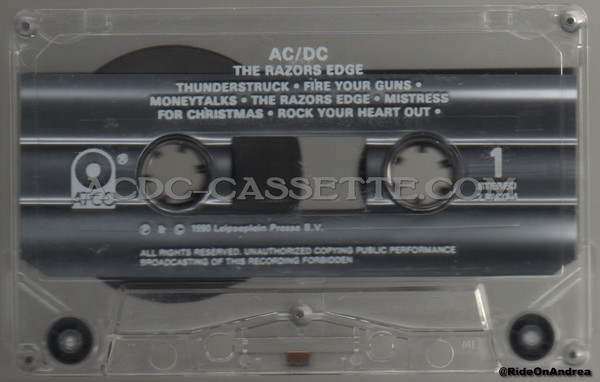 AC/DC
THE RAZORS EDGE
THUNDERSTRUCK • FIRE YOUR GUNS •
MONEYTALKS • THE RAZORS EDGE • MISTRESS
FOR CHRISTMAS • ROCK YOUR HEART OUT •
®
1
ACDC-CASSETTE.COM
ATCO
STEREO
℗ & © 1990 Leipseplein Presse B.V.
ALL RIGHTS RESERVED. UNAUTHORIZED COPYING PUBLIC PERFORMANCE
BROADCASTING OF THIS RECORDING FORBIDDEN
@RideOnAndrea